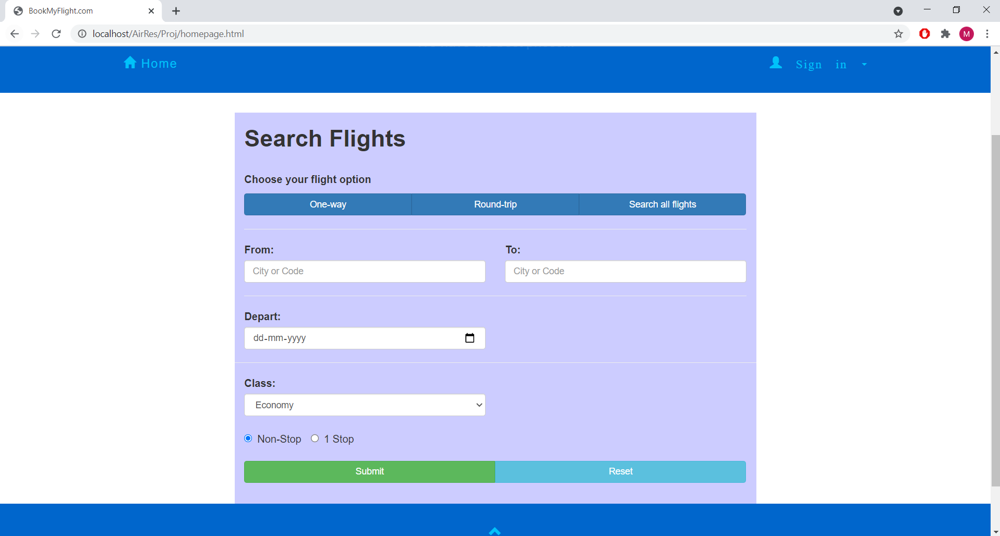 BookMyFlight.com
localhost/AirRes/Proj/homepage.html
M
Home
Sign in
Search Flights
Choose your flight option
One-way Round-trip Search all flights
From: To:
City or Code City or Code
Depart:
dd-mm-yyyy
Class:
Economy
Non-Stop 1 Stop
Submit Reset